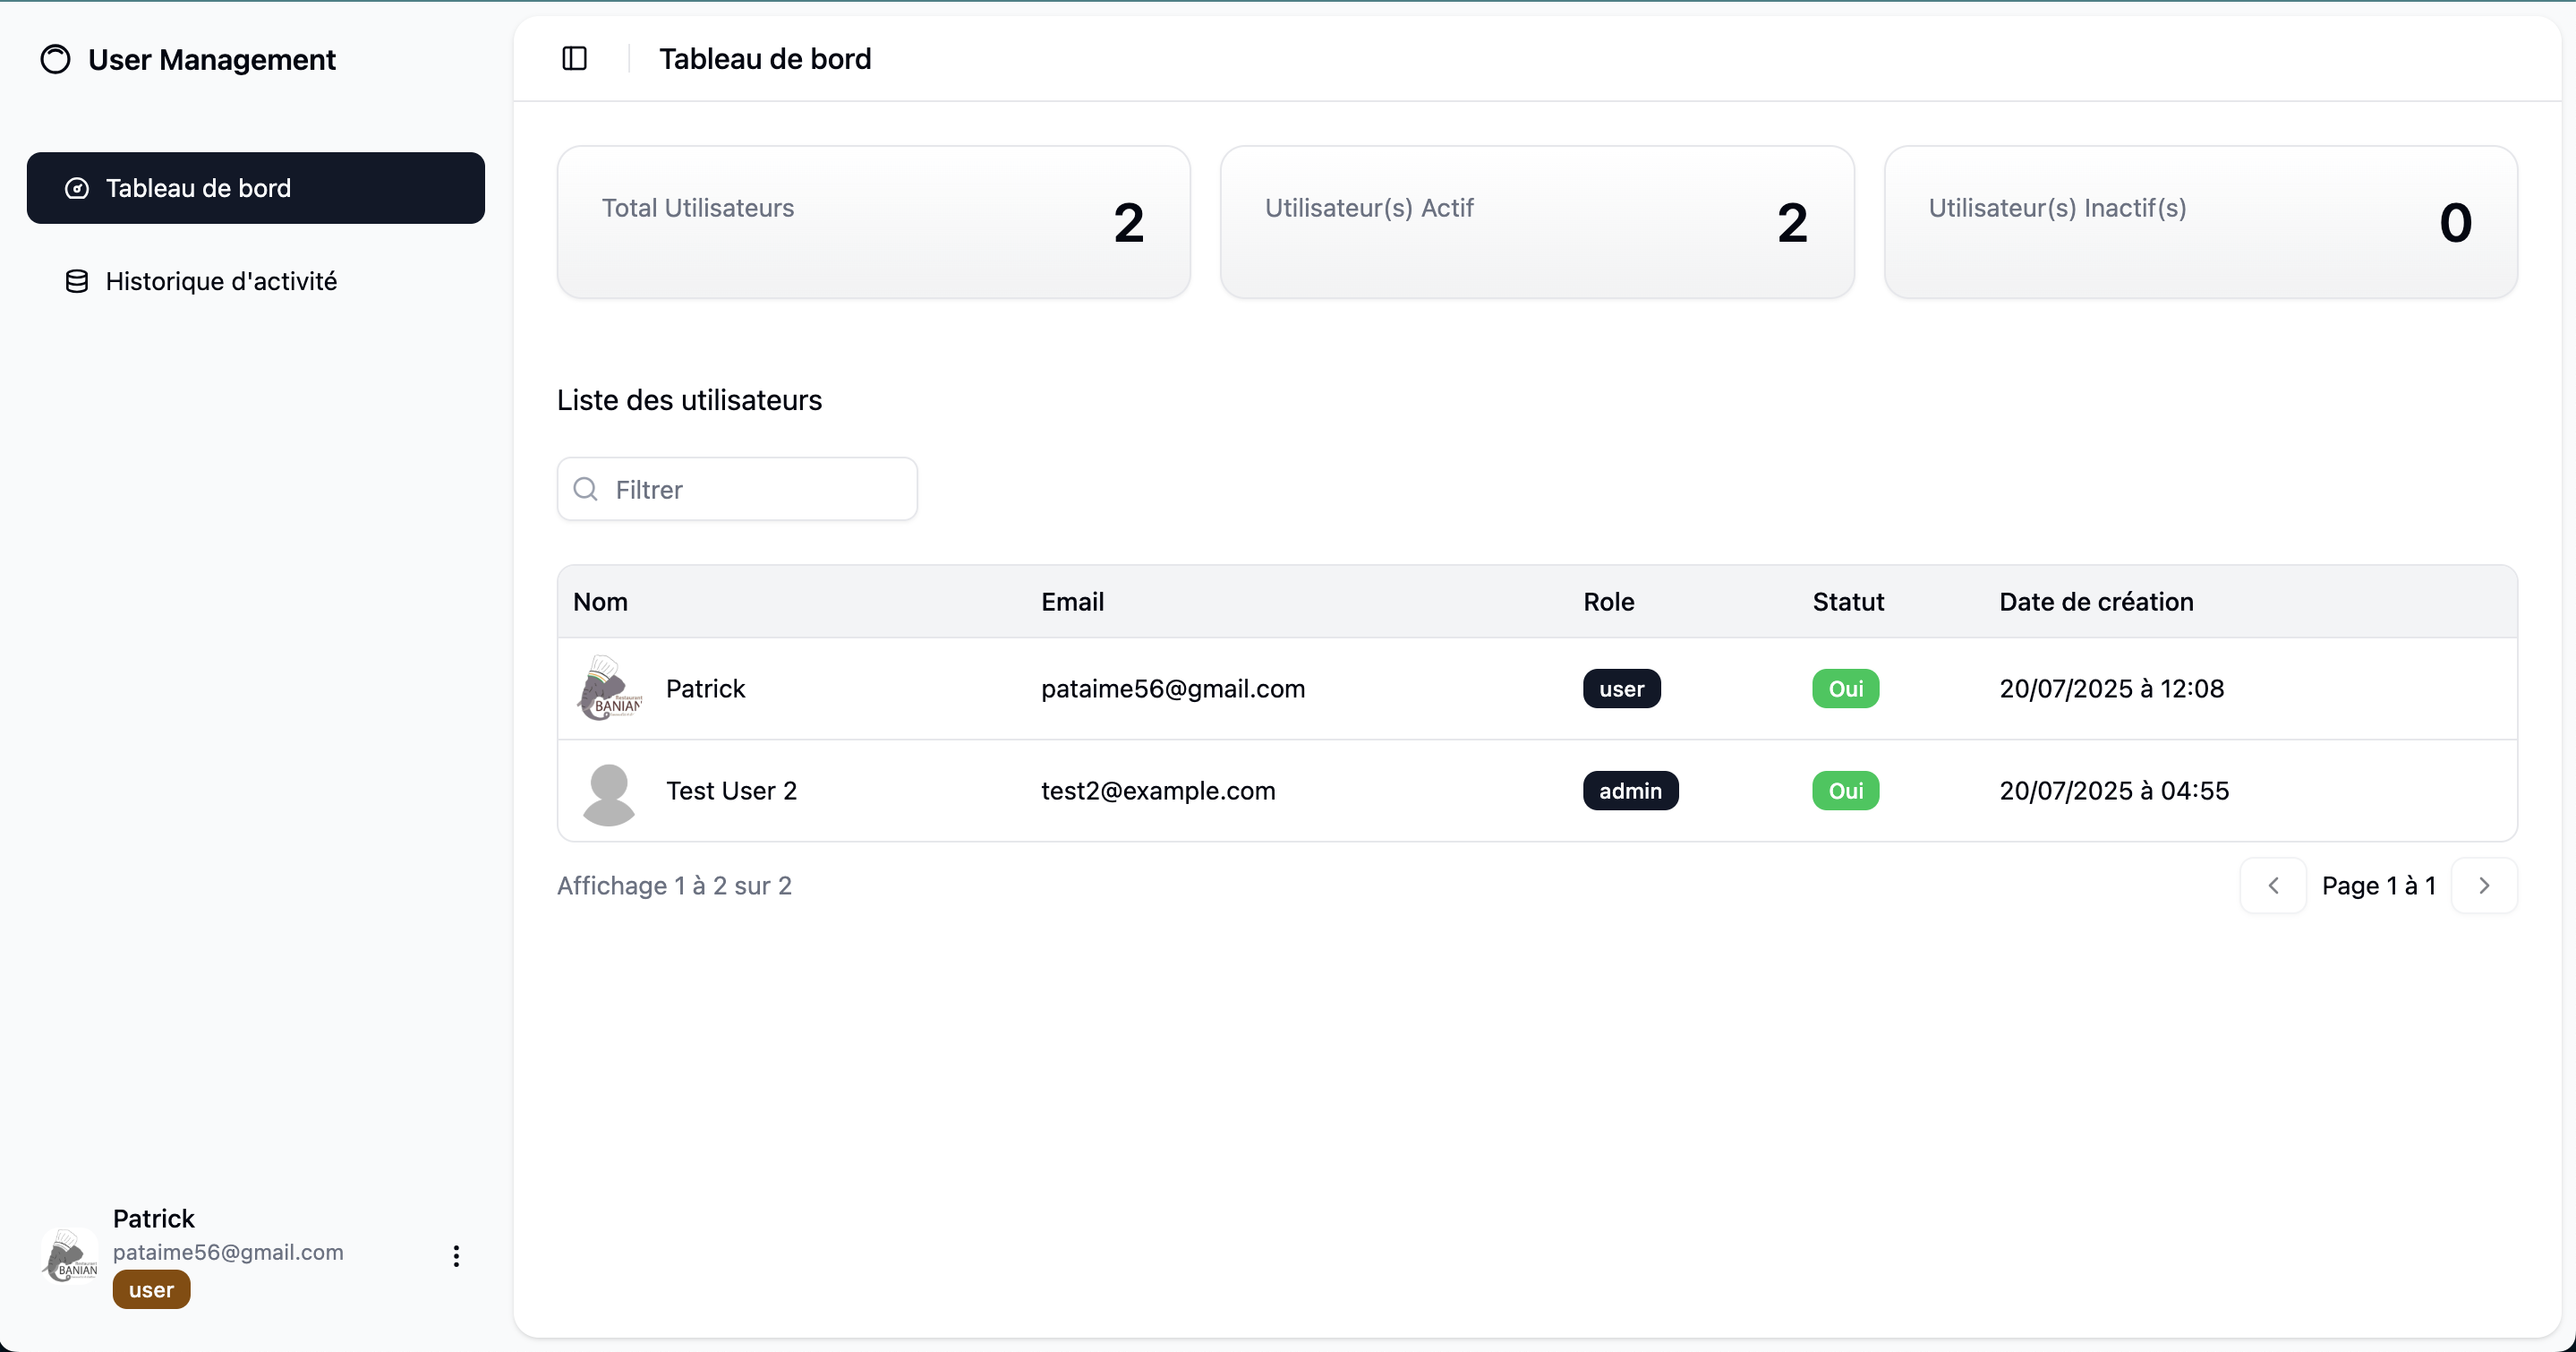 User Management
Tableau de bord
Historique d'activité
Patrick
pataime56@gmail.com
user
Tableau de bord
Total Utilisateurs
2
Utilisateur(s) Actif
2
Utilisateur(s) Inactif(s)
0
Liste des utilisateurs
Filtrer
Nom Email Role Statut Date de création
BANIAN
Patrick pataime56@gmail.com user Oui 20/07/2025 à 12:08
Test User 2 test2@example.com admin Oui 20/07/2025 à 04:55
Affichage 1 à 2 sur 2
Page 1 à 1
BANIAN